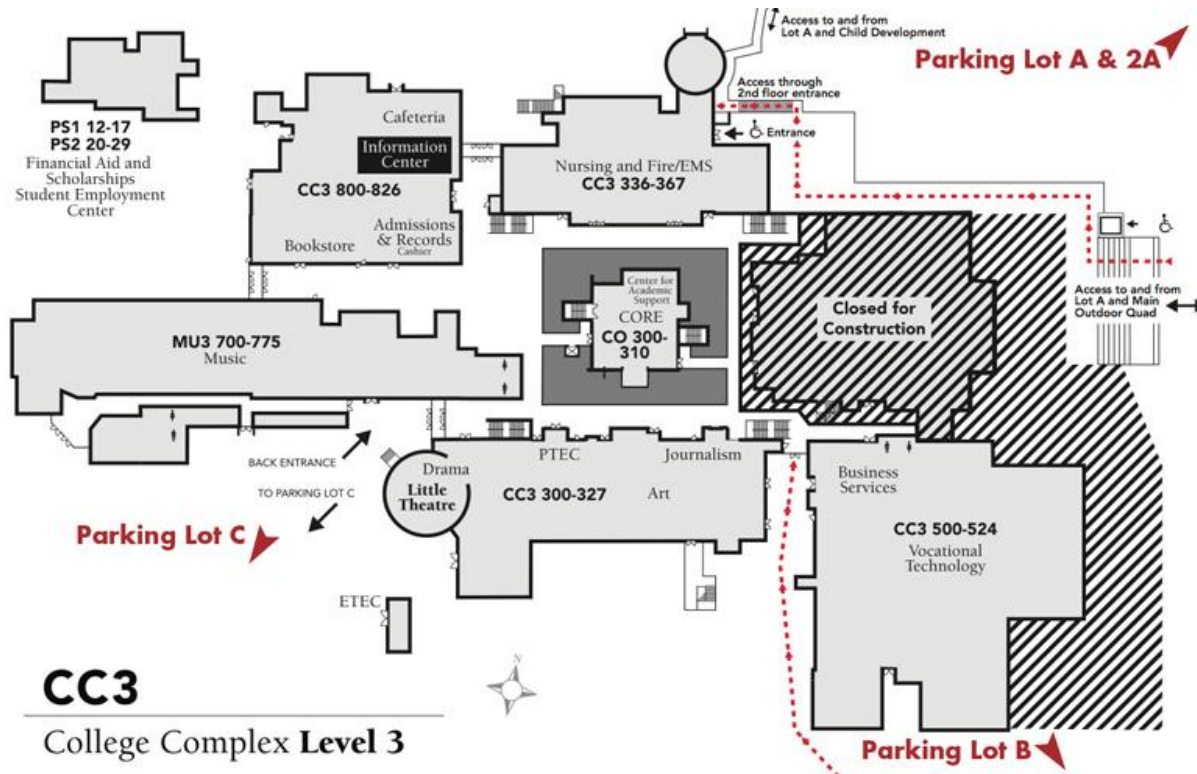 Access to and from
Lot A and Child Development
Parking Lot A & 2A
Access through
2nd floor entrance
Entrance
PS1 12-17
PS2 20-29
Financial Aid and
Scholarships
Student Employment
Center
Cafeteria
Information
Center
CC3 800-826
Admissions
& Records
Cashier
Bookstore
Nursing and Fire/EMS
CC3 336-367
Center for
Academic
Support
CORE
CO 300-
310
Closed for
Construction
Access to and from
Lot A and Main
Outdoor Quad
MU3 700-775
Music
BACK ENTRANCE
TO PARKING LOT C
Parking Lot C
Drama
Little
Theatre
PTEC
Journalism
CC3 300-327
Art
Business
Services
CC3 500-524
Vocational
Technology
ETEC
N
CC3
College Complex Level 3
Parking Lot B